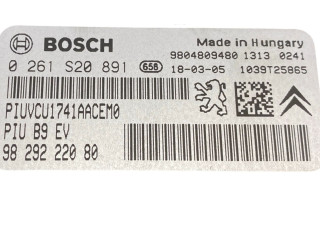 BOSCH
Made in Hungary
9804809480 1313 0241
0 261 S20 891 658 18-03-05 1039T25865
PIUVCU1741AACEM0
PIU B9 EV
98 292 220 80